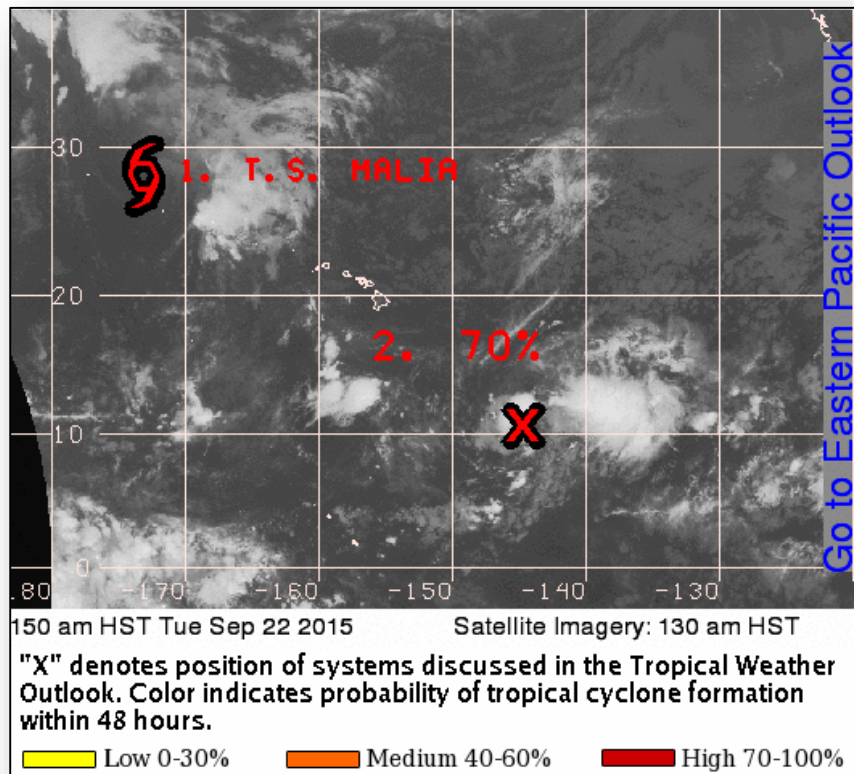 Go to Eastern Pacific Outlook
30
1. T.S. MALIA
20
2. 70%
X
10
0
.80 -170 -160 -150 -140 -130
150 am HST Tue Sep 22 2015 Satellite Imagery: 130 am HST
"X" denotes position of systems discussed in the Tropical Weather
Outlook. Color indicates probability of tropical cyclone formation
within 48 hours.
Low 0-30% Medium 40-60% High 70-100%